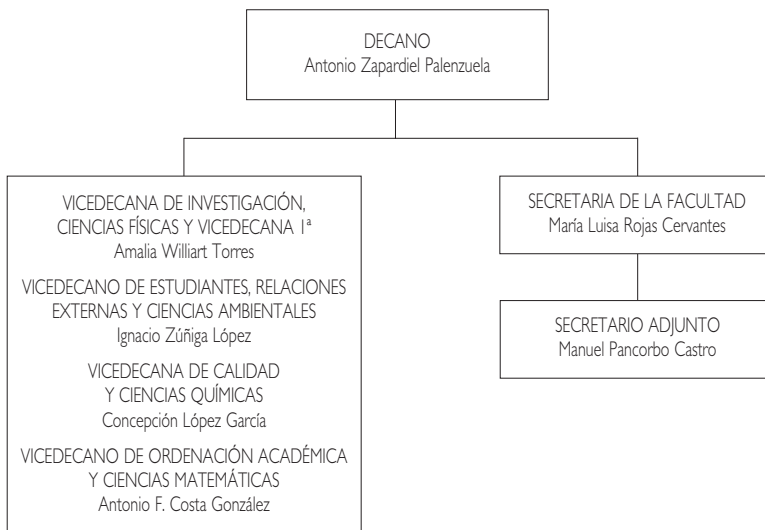 DECANO
Antonio Zapardiel Palenzuela
VICEDECANA DE INVESTIGACIÓN,
CIENCIAS FÍSICAS Y VICEDECANA 1ª
Amalia Williart Torres
VICEDECANO DE ESTUDIANTES, RELACIONES
EXTERNAS Y CIENCIAS AMBIENTALES
Ignacio Zúñiga López
VICEDECANA DE CALIDAD
Y CIENCIAS QUÍMICAS
Concepción López García
VICEDECANO DE ORDENACIÓN ACADÉMICA
Y CIENCIAS MATEMÁTICAS
Antonio F. Costa González
SECRETARIA DE LA FACULTAD
María Luisa Rojas Cervantes
SECRETARIO ADJUNTO
Manuel Pancorbo Castro